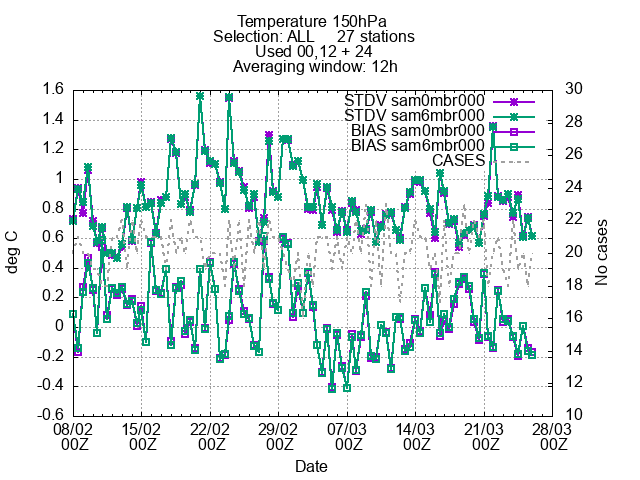 Temperature 150hPa
Selection: ALL 27 stations
Used 00,12 + 24
Averaging window: 12h
STDV sam0mbr000
STDV sam6mbr000
BIAS sam0mbr000
BIAS sam6mbr000
CASES
deg C
1.6
1.4
1.2
1
0.8
0.6
0.4
0.2
0
-0.2
-0.4
-0.6
No cases
30
28
26
24
22
20
18
16
14
12
10
08/02 15/02 22/02 29/02 07/03 14/03 21/03 28/03
00Z 00Z 00Z 00Z 00Z 00Z 00Z 00Z
Date